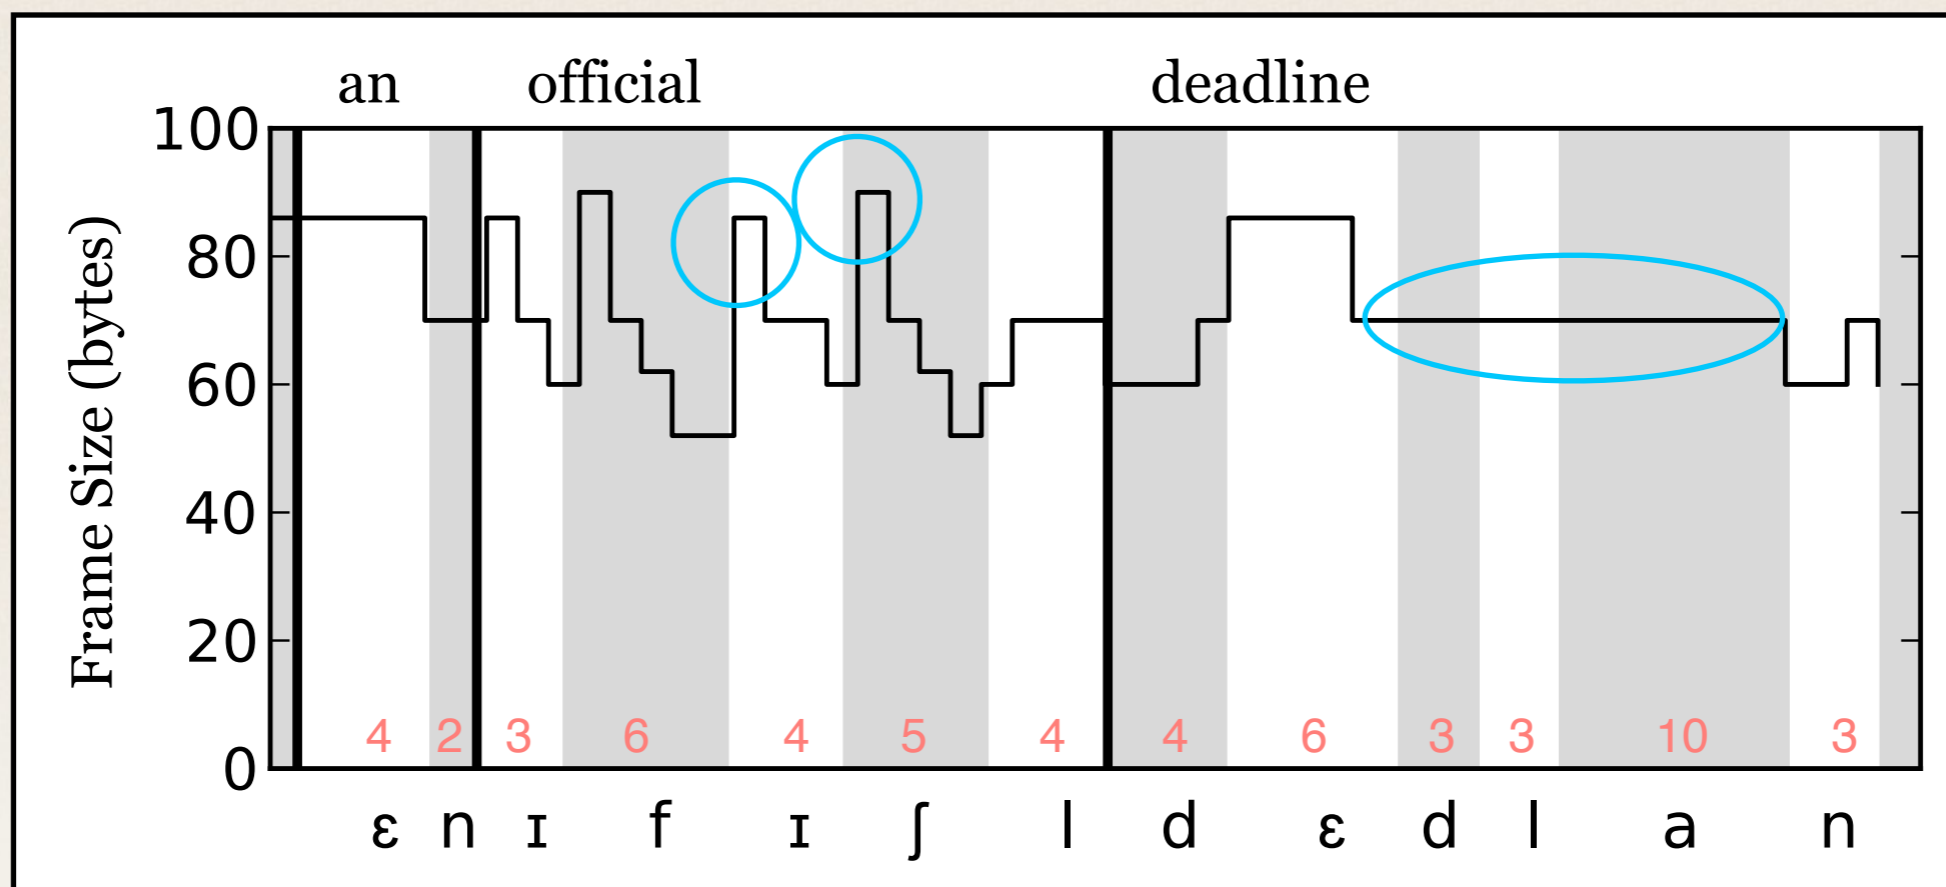 an official deadline
100
80
60
40
20
0
Frame Size (bytes)
4 2 3 6 4 5 4 4 6 3 3 10 3
ɛ n ɪ f ɪ ʃ l d ɛ d l a n